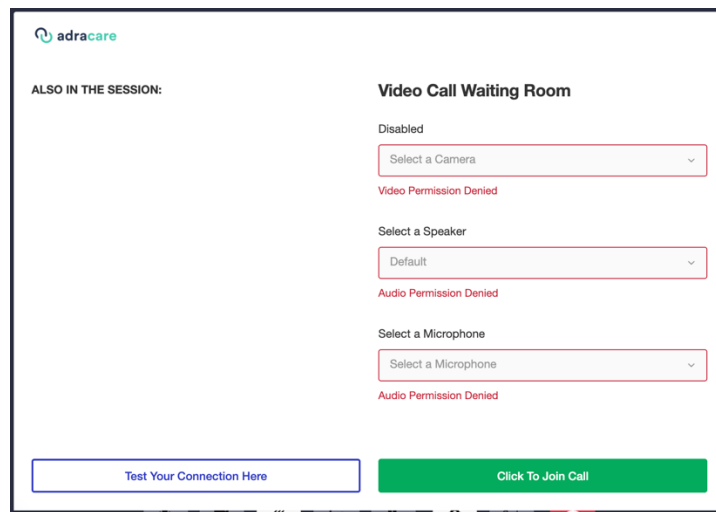 adracare
ALSO IN THE SESSION:
Video Call Waiting Room
Disabled
Select a Camera
Video Permission Denied
Select a Speaker
Default
Audio Permission Denied
Select a Microphone
Select a Microphone
Audio Permission Denied
Test Your Connection Here
Click To Join Call